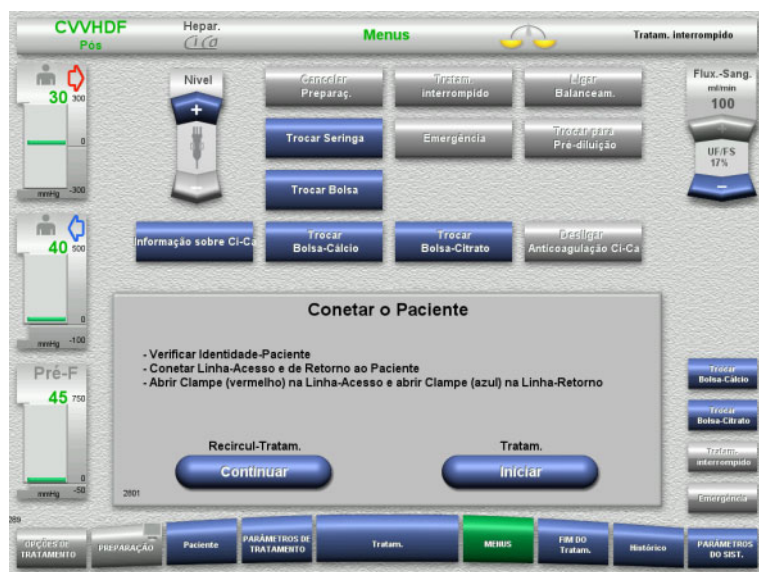 CVVHDF
Pós
Hepar.
Ci Ca
Menus
Tratam. interrompido
30
300
0
-300
mmHg
Nível
+
Cancelar
Preparaç.
Tratam.
interrompido
Ligar
Balanceam.
Trocar Seringa
Emergência
Trocar para
Pré-diluição
Trocar Bolsa
Flux.-Sang.
ml/min
100
+
UF/FS
17%
–
40
500
0
-100
mmHg
Informação sobre Ci-Ca
Trocar
Bolsa-Cálcio
Trocar
Bolsa-Citrato
Desligar
Anticoagulação Ci-Ca
Conetar o Paciente
- Verificar Identidade-Paciente
- Conetar Linha-Acesso e de Retorno ao Paciente
- Abrir Clampe (vermelho) na Linha-Acesso e abrir Clampe (azul) na Linha-Retorno
Recircul-Tratam.
Continuar
Tratam.
Iniciar
2801
Pré-F
45
750
0
-50
mmHg
Trocar
Bolsa-Cálcio
Trocar
Bolsa-Citrato
Tratam.
interrompido
Emergência
289
OPÇÕES DE
TRATAMENTO
PREPARAÇÃO
Paciente
PARÂMETROS DE
TRATAMENTO
Tratam.
MENUS
FIM DO
Tratam.
Histórico
PARÂMETROS
DO SIST.